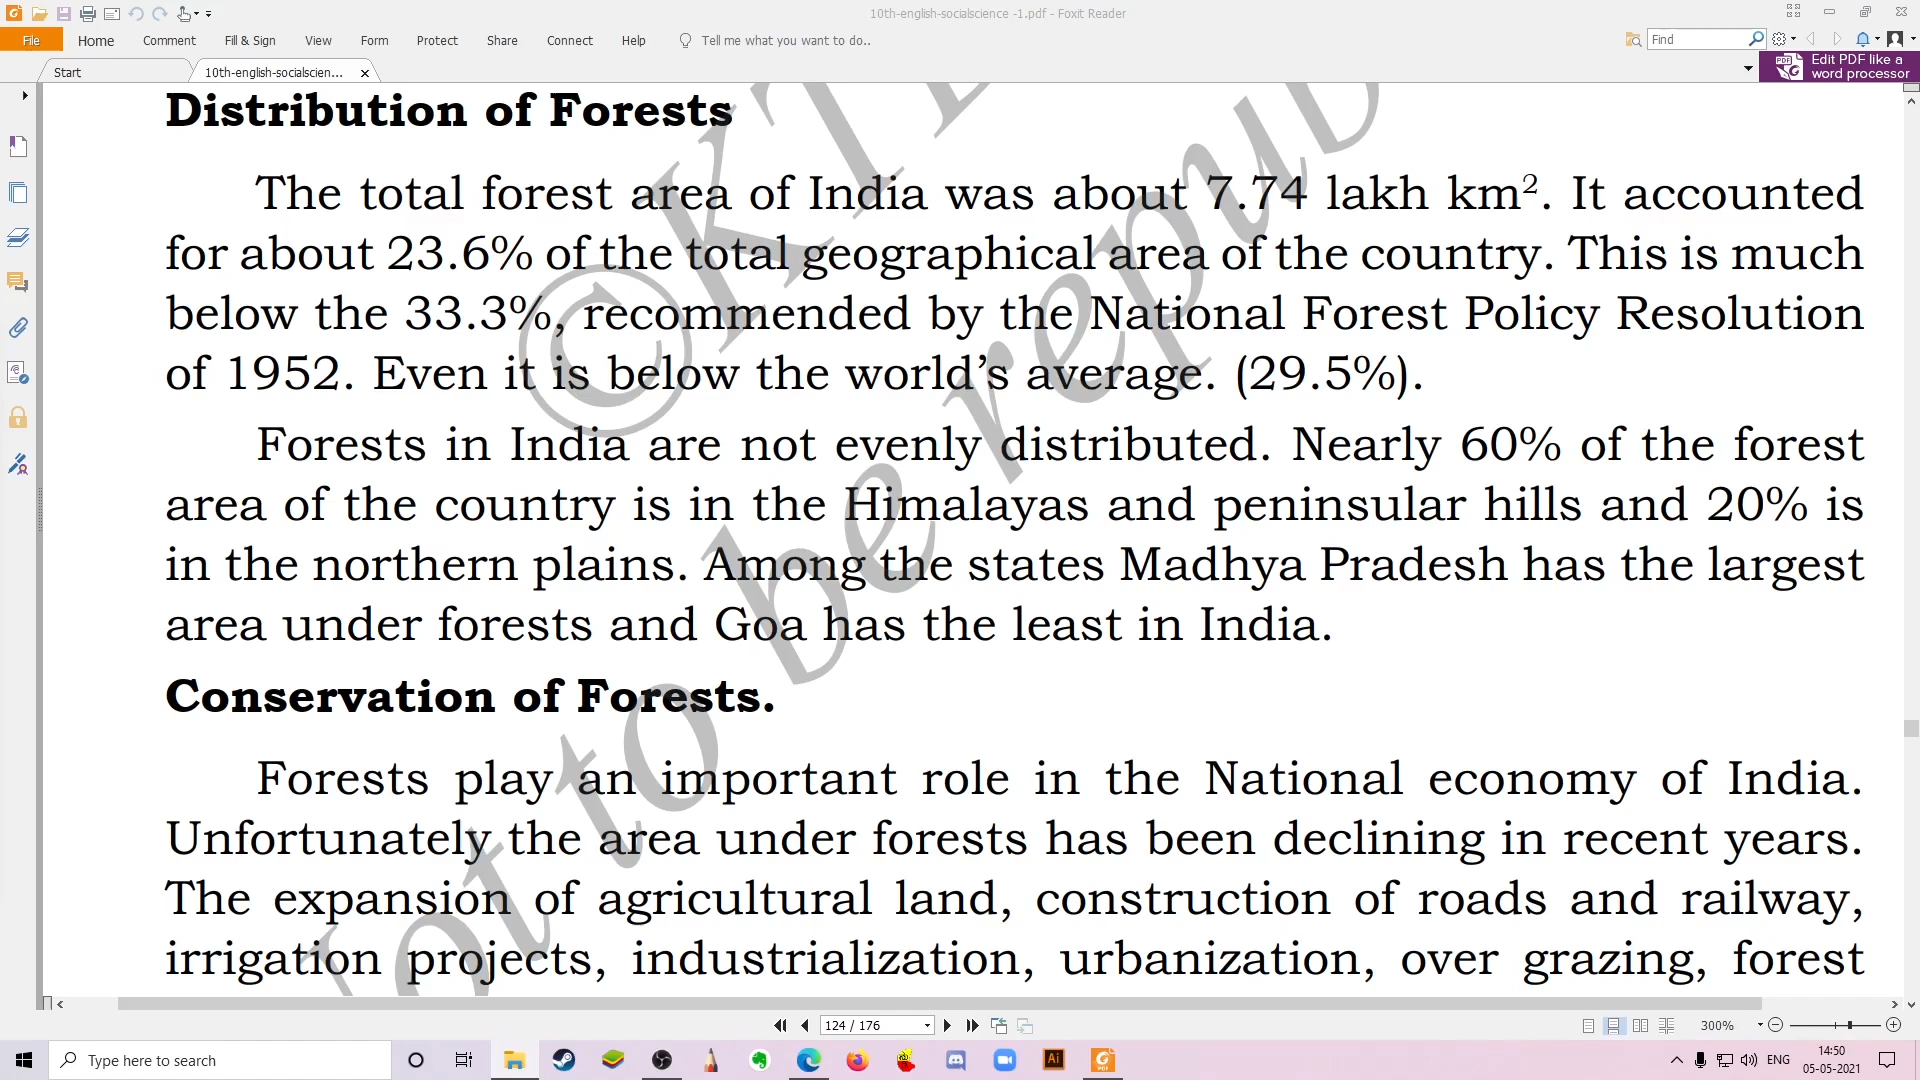 10th-english-socialscience -1.pdf - Foxit Reader
File Home Comment Fill & Sign View Form Protect Share Connect Help Tell me what you want to do.. Find
Edit PDF like a
word processor
Start 10th-english-socialscien...
Distribution of Forests
The total forest area of India was about 7.74 lakh km². It accounted
for about 23.6% of the total geographical area of the country. This is much
below the 33.3%, recommended by the National Forest Policy Resolution
of 1952. Even it is below the world’s average. (29.5%).
Forests in India are not evenly distributed. Nearly 60% of the forest
area of the country is in the Himalayas and peninsular hills and 20% is
in the northern plains. Among the states Madhya Pradesh has the largest
area under forests and Goa has the least in India.
Conservation of Forests.
Forests play an important role in the National economy of India.
Unfortunately the area under forests has been declining in recent years.
The expansion of agricultural land, construction of roads and railway,
irrigation projects, industrialization, urbanization, over grazing, forest
©KT
to be repub
124 / 176
300%
Type here to search
Ai
ENG
14:50
05-05-2021